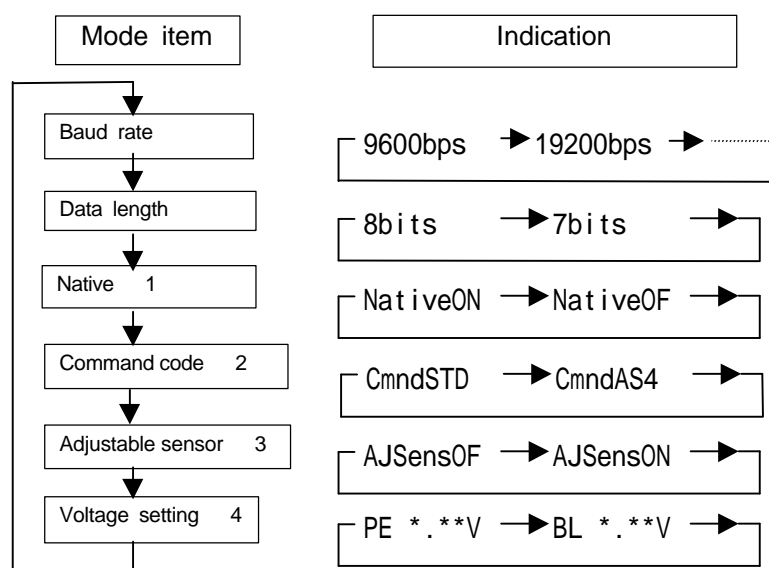 Mode item Indication
Baud rate 9600bps 19200bps
Data length 8bits 7bits
Native 1 NativeON NativeOF
Command code 2 CmndSTD CmndAS4
Adjustable sensor 3 AJSensOF AJSensON
Voltage setting 4 PE *.**V BL *.**V